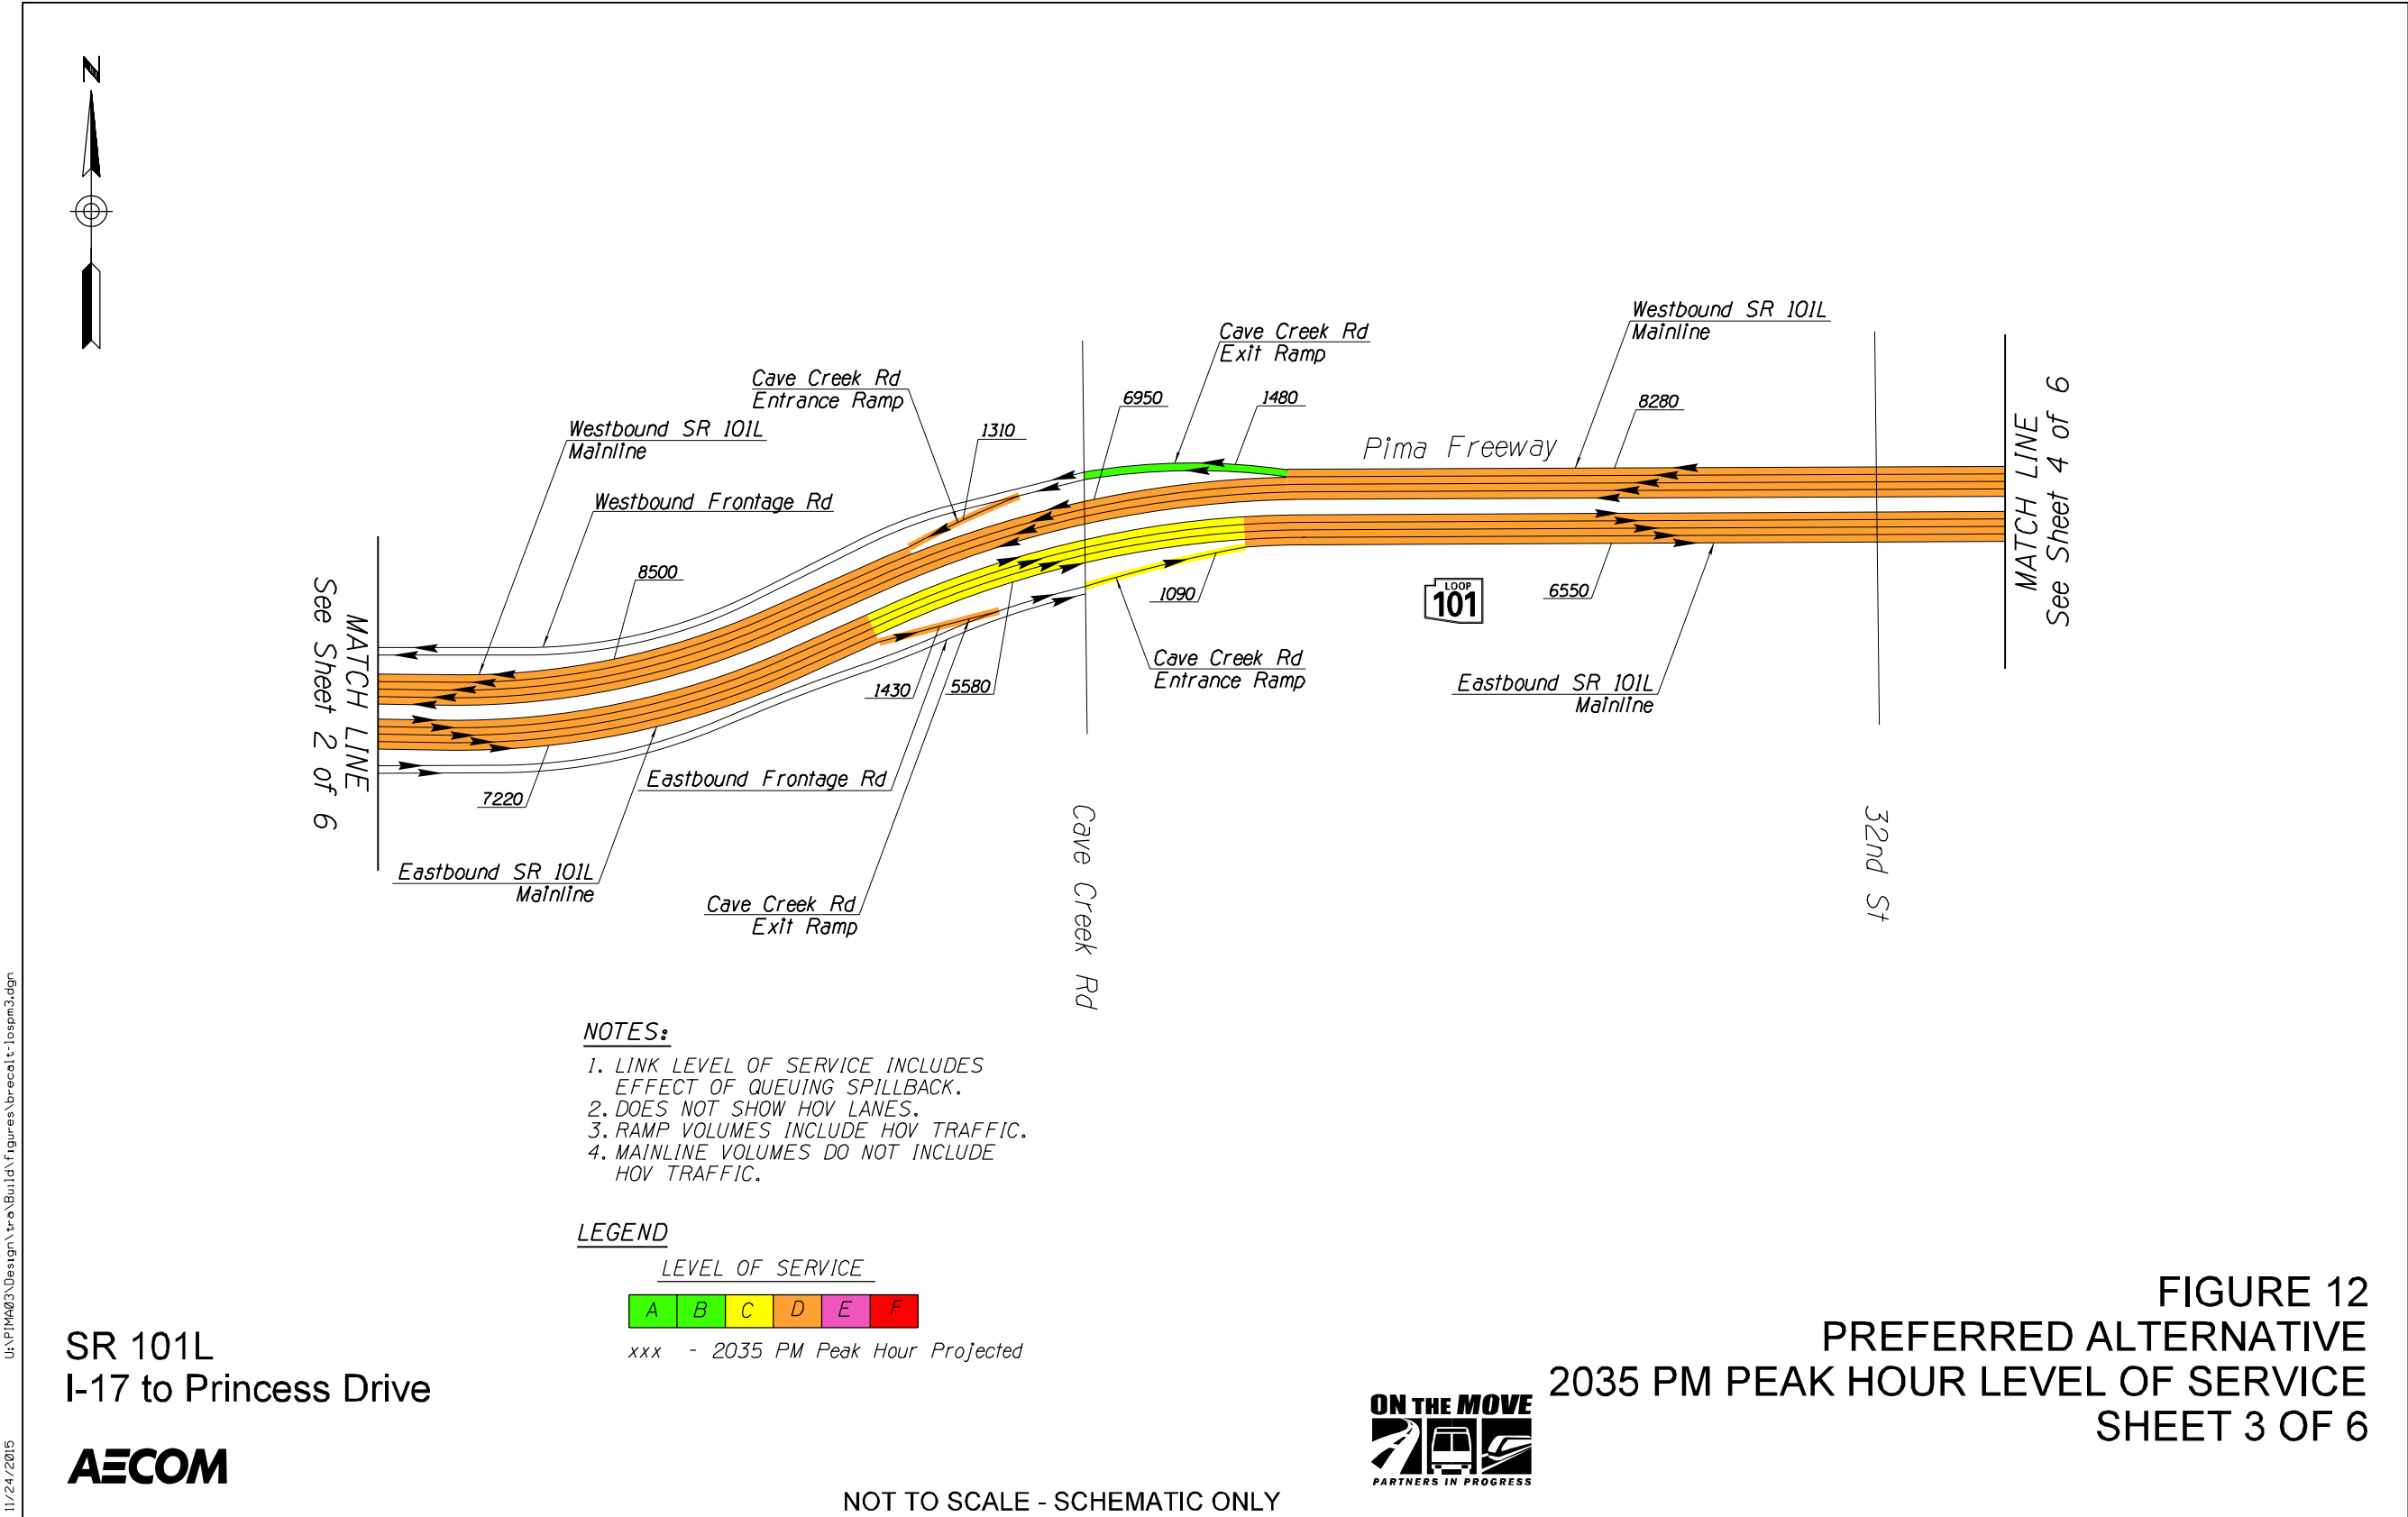 N
Westbound SR 101L
Mainline
Cave Creek Rd
Exit Ramp
Cave Creek Rd
Entrance Ramp
6950
1480
8280
1310
Westbound SR 101L
Mainline
Pima Freeway
Westbound Frontage Rd
MATCH LINE
See Sheet 4 of 6
8500
LOOP
101
1090
6550
MATCH LINE
See Sheet 2 of 6
Cave Creek Rd
Entrance Ramp
1430
5580
Eastbound SR 101L
Mainline
Eastbound Frontage Rd
7220
Eastbound SR 101L
Mainline
Cave Creek Rd
Exit Ramp
Cave Creek Rd
32nd St
NOTES:
1. LINK LEVEL OF SERVICE INCLUDES
EFFECT OF QUEUING SPILLBACK.
2. DOES NOT SHOW HOV LANES.
3. RAMP VOLUMES INCLUDE HOV TRAFFIC.
4. MAINLINE VOLUMES DO NOT INCLUDE
HOV TRAFFIC.
LEGEND
LEVEL OF SERVICE
A B C D E F
xxx - 2035 PM Peak Hour Projected
SR 101L
I-17 to Princess Drive
AECOM
ON THE MOVE
PARTNERS IN PROGRESS
FIGURE 12
PREFERRED ALTERNATIVE
2035 PM PEAK HOUR LEVEL OF SERVICE
SHEET 3 OF 6
NOT TO SCALE - SCHEMATIC ONLY
11/24/2015 U:\PIMA03\Design\tra\Build\figures\brecalt-lospm3.dgn